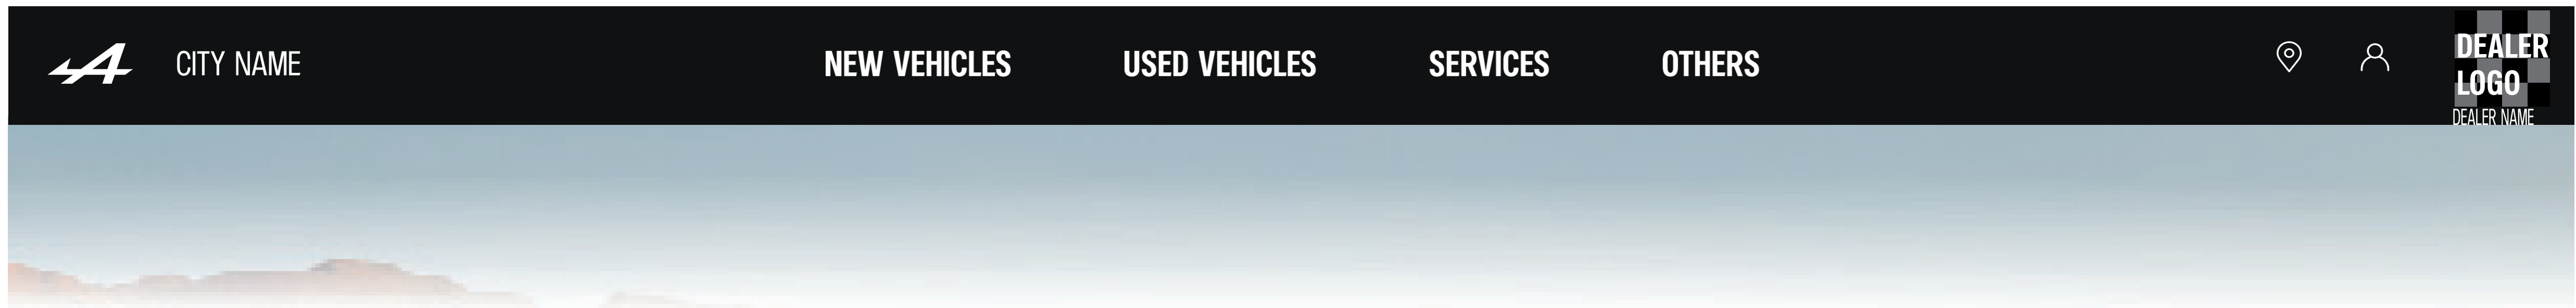 CITY NAME
NEW VEHICLES
USED VEHICLES
SERVICES
OTHERS
DEALER
LOGO
DEALER NAME